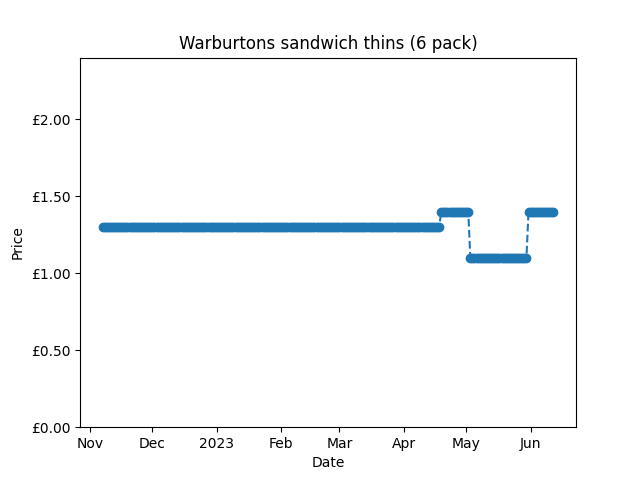 Warburtons sandwich thins (6 pack)
£2.00
£1.50
£1.00
£0.50
£0.00
Price
Nov Dec 2023 Feb Mar Apr May Jun
Date